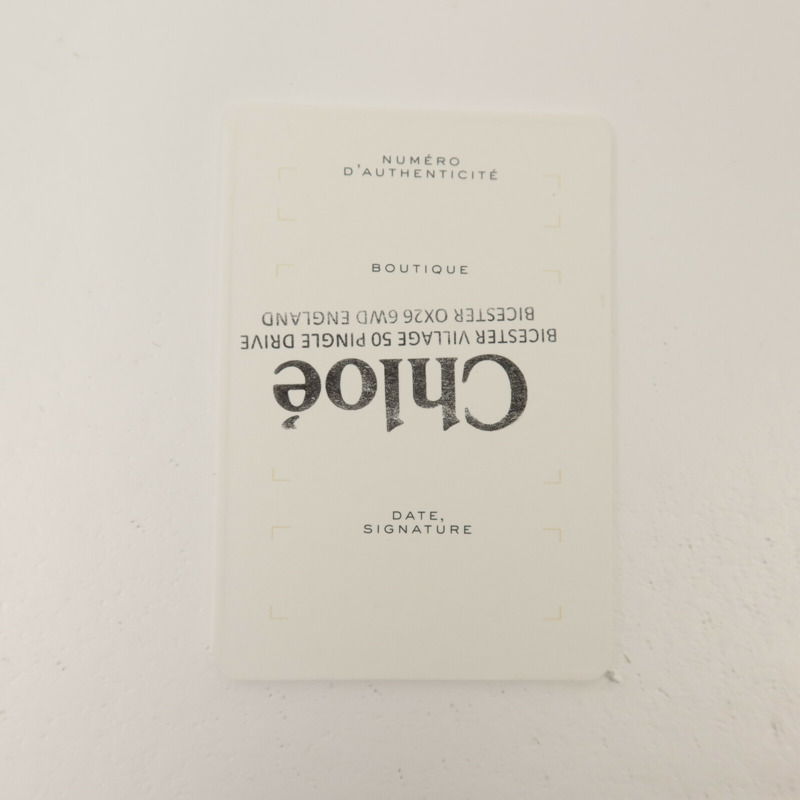 NUMÉRO
D'AUTHENTICITÉ
BOUTIQUE
Chloé
BICESTER VILLAGE 50 PINGLE DRIVE
BICESTER OX26 6WD ENGLAND
DATE,
SIGNATURE